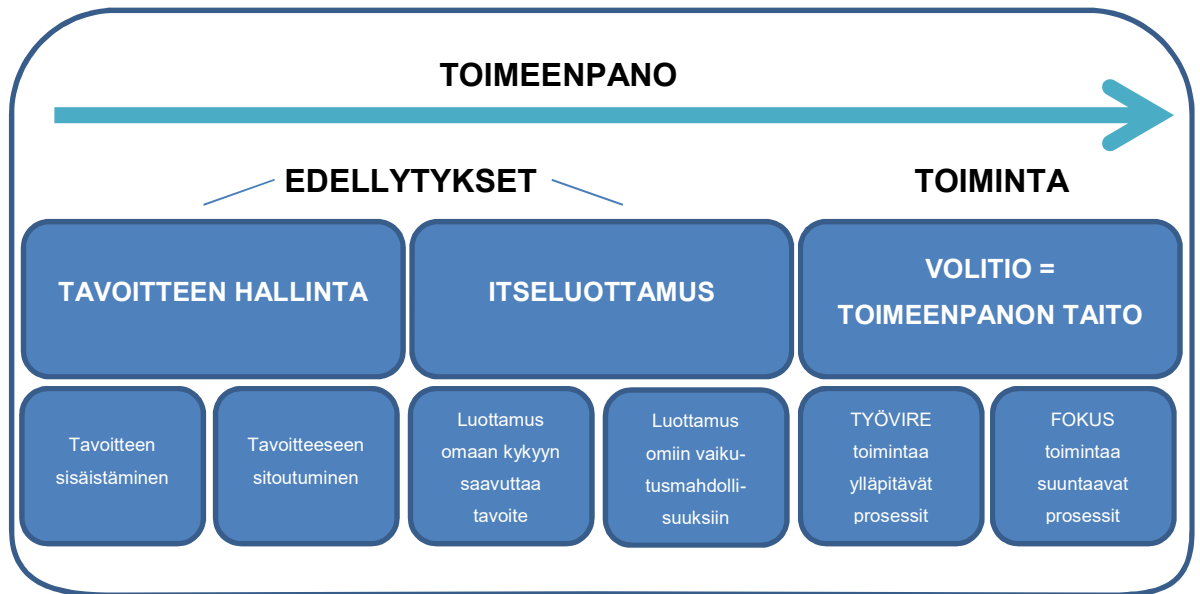 TOIMEENPANO
EDELLYTYKSET
TOIMINTA
TAVOITTEEN HALLINTA
ITSELUOTTAMUS
VOLITIO =
TOIMEENPANON TAITO
Tavoitteen
sisäistäminen
Tavoitteeseen
sitoutuminen
Luottamus
omaan kykyyn
saavuttaa
tavoite
Luottamus
omiin vaiku-
tusmahdolli-
suuksiin
TYÖVIRE
toimintaa
ylläpitävät
prosessit
FOKUS
toimintaa
suuntaavat
prosessit